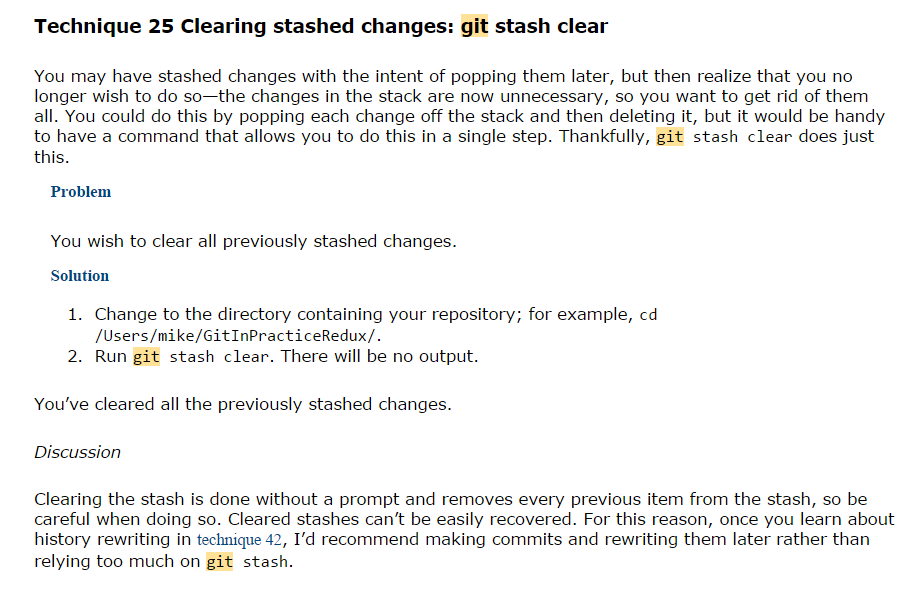 Technique 25 Clearing stashed changes: git stash clear
You may have stashed changes with the intent of popping them later, but then realize that you no
longer wish to do so—the changes in the stack are now unnecessary, so you want to get rid of them
all. You could do this by popping each change off the stack and then deleting it, but it would be handy
to have a command that allows you to do this in a single step. Thankfully, git stash clear does just
this.
Problem
You wish to clear all previously stashed changes.
Solution
1. Change to the directory containing your repository; for example, cd
/Users/mike/GitInPracticeRedux/.
2. Run git stash clear. There will be no output.
You’ve cleared all the previously stashed changes.
Discussion
Clearing the stash is done without a prompt and removes every previous item from the stash, so be
careful when doing so. Cleared stashes can’t be easily recovered. For this reason, once you learn about
history rewriting in technique 42, I’d recommend making commits and rewriting them later rather than
relying too much on git stash.